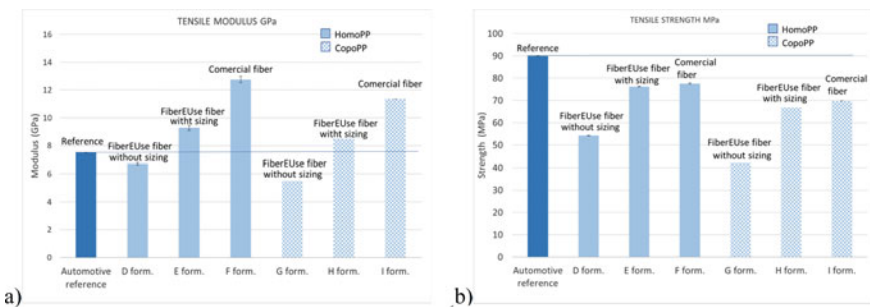 TENSILE MODULUS GPa
HomoPP
CopoPP
16
14
12
10
8
6
4
2
0
Modulus (GPa)
Reference
FiberEUse fiber
without sizing
FiberEUse fiber
witht sizing
Comercial fiber
FiberEUse fiber
without sizing
FiberEUse fiber
witht sizing
Comercial fiber
Automotive
reference
D form.
E form.
F form.
G form.
H form.
I form.
a)
TENSILE STRENGTH MPa
HomoPP
CopoPP
100
90
80
70
60
50
40
30
20
10
0
Strength (MPa)
Reference
FiberEUse fiber
without sizing
FiberEUse fiber
with sizing
Comercial
fiber
FiberEUse fiber
without sizing
FiberEUse fiber
with sizing
Comercial
fiber
Automotive
reference
D form.
E form.
F form.
G form.
H form.
I form.
b)